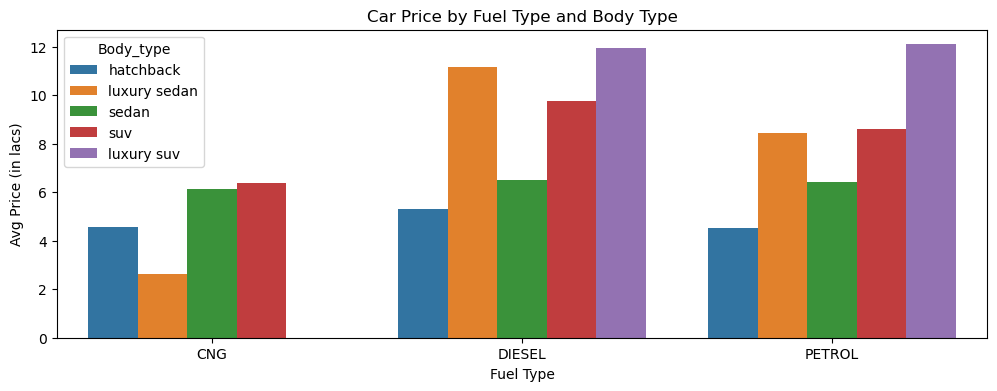 Car Price by Fuel Type and Body Type
Avg Price (in lacs)
12
10
8
6
4
2
0
Body_type
hatchback
luxury sedan
sedan
suv
luxury suv
CNG
DIESEL
PETROL
Fuel Type